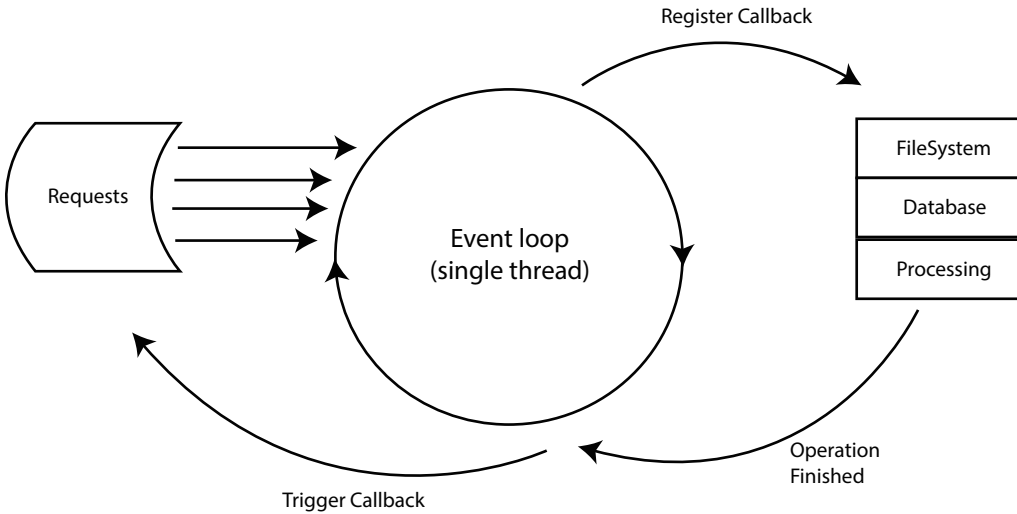 Register Callback
Requests
Event loop
(single thread)
FileSystem
Database
Processing
Operation
Finished
Trigger Callback